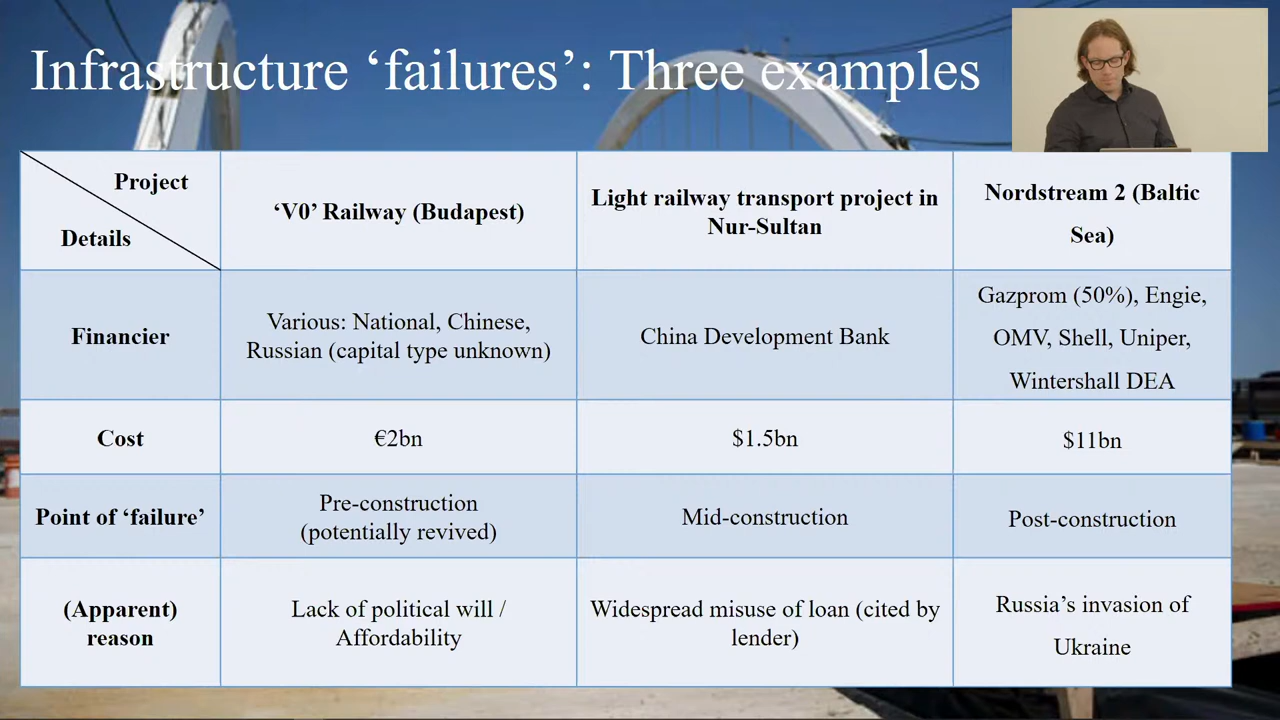 Infrastructure ‘failures’: Three examples
Project
Details
‘V0’ Railway (Budapest)
Light railway transport project in
Nur-Sultan
Nordstream 2 (Baltic
Sea)
Financier
Various: National, Chinese,
Russian (capital type unknown)
China Development Bank
Gazprom (50%), Engie,
OMV, Shell, Uniper,
Wintershall DEA
Cost
€2bn
$1.5bn
$11bn
Point of ‘failure’
Pre-construction
(potentially revived)
Mid-construction
Post-construction
(Apparent)
reason
Lack of political will /
Affordability
Widespread misuse of loan (cited by
lender)
Russia’s invasion of
Ukraine